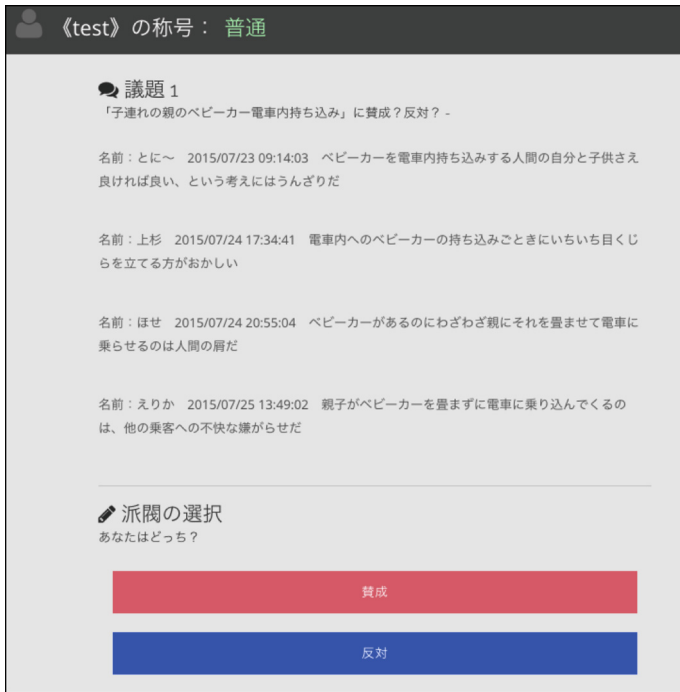 《test》の称号： 普通
議題 1
「子連れの親のベビーカー電車内持ち込み」に賛成？反対？ -
名前：とに〜　2015/07/23 09:14:03　ベビーカーを電車内持ち込みする人間の自分と子供さえ
良ければ良い、という考えにはうんざりだ
名前：上杉　2015/07/24 17:34:41　電車内へのベビーカーの持ち込みごときにいちいち目くじ
らを立てる方がおかしい
名前：ほせ　2015/07/24 20:55:04　ベビーカーがあるのにわざわざ親にそれを畳ませて電車に
乗らせるのは人間の屑だ
名前：えりか　2015/07/25 13:49:02　親子がベビーカーを畳まずに電車に乗り込んでくるの
は、他の乗客への不快な嫌がらせだ
派閥の選択
あなたはどっち？
賛成
反対